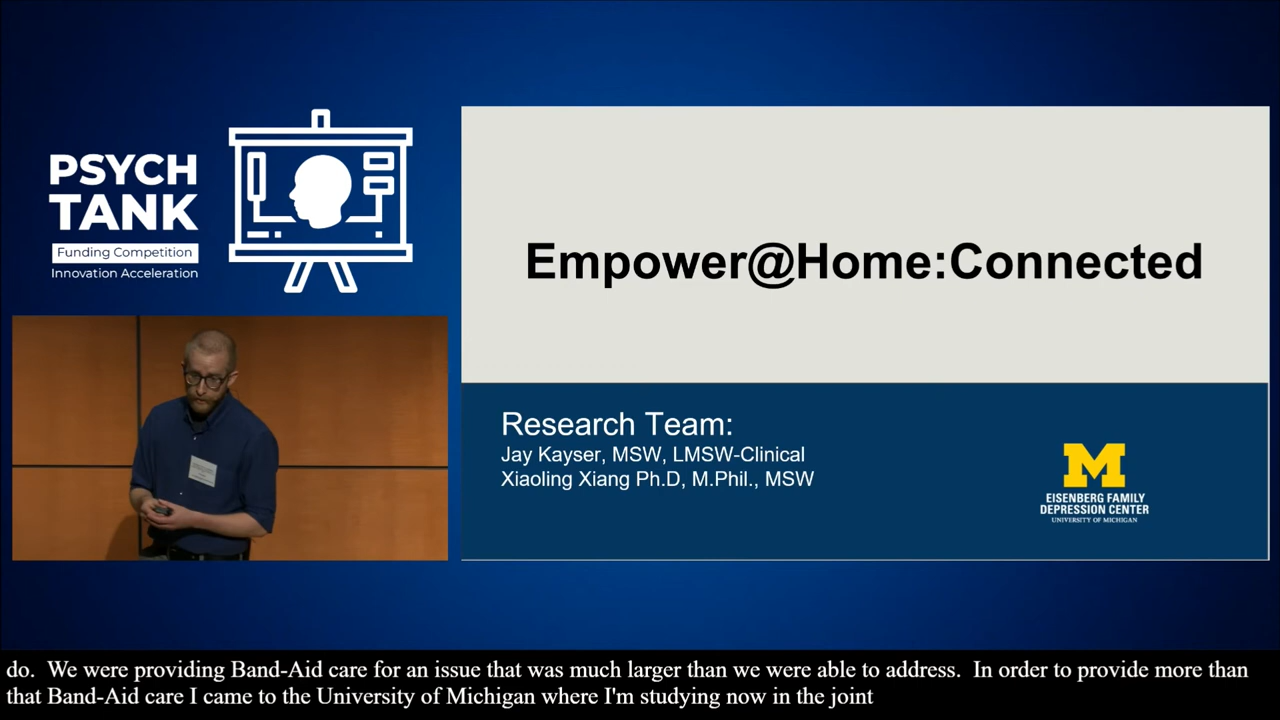 PSYCH
TANK
Funding Competition
Innovation Acceleration
Empower@Home:Connected
Research Team:
Jay Kayser, MSW, LMSW-Clinical
Xiaoling Xiang Ph.D, M.Phil., MSW
M
EISENBERG FAMILY
DEPRESSION CENTER
UNIVERSITY OF MICHIGAN
do.  We were providing Band-Aid care for an issue that was much larger than we were able to address.  In order to provide more than
that Band-Aid care I came to the University of Michigan where I'm studying now in the joint